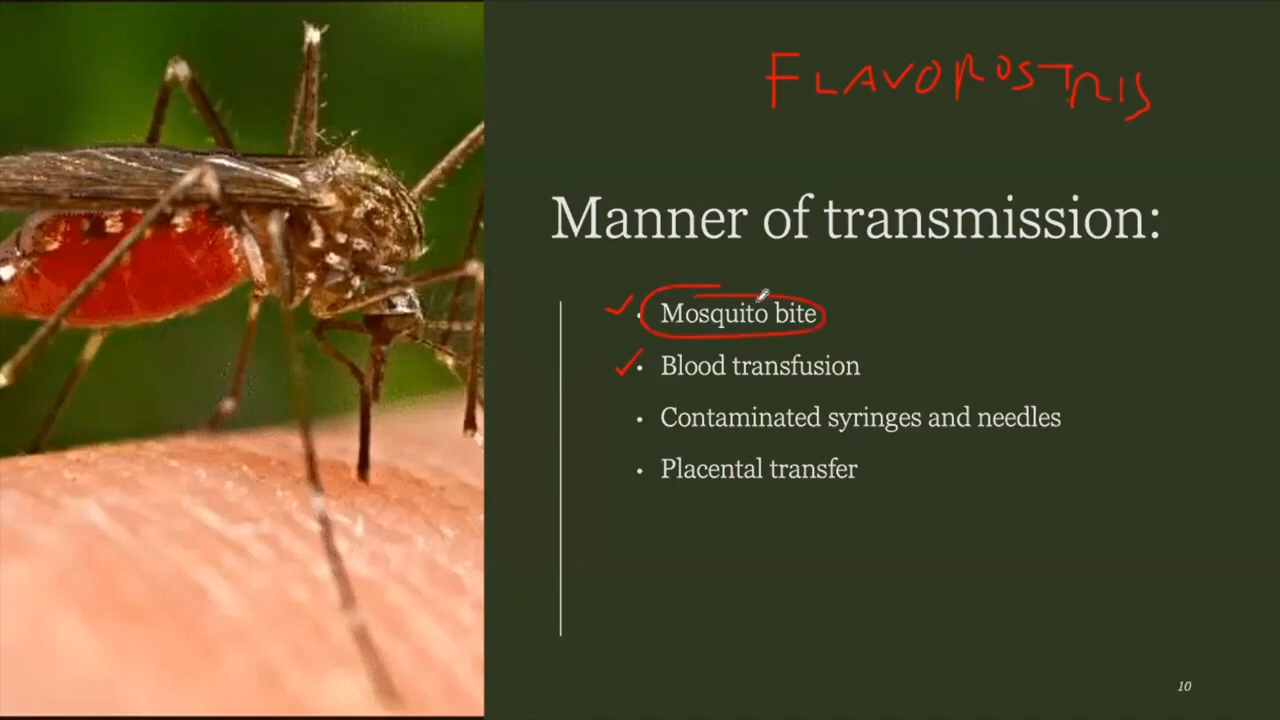 FLAVOROSTRIS
Manner of transmission:
• Mosquito bite
• Blood transfusion
• Contaminated syringes and needles
• Placental transfer
10